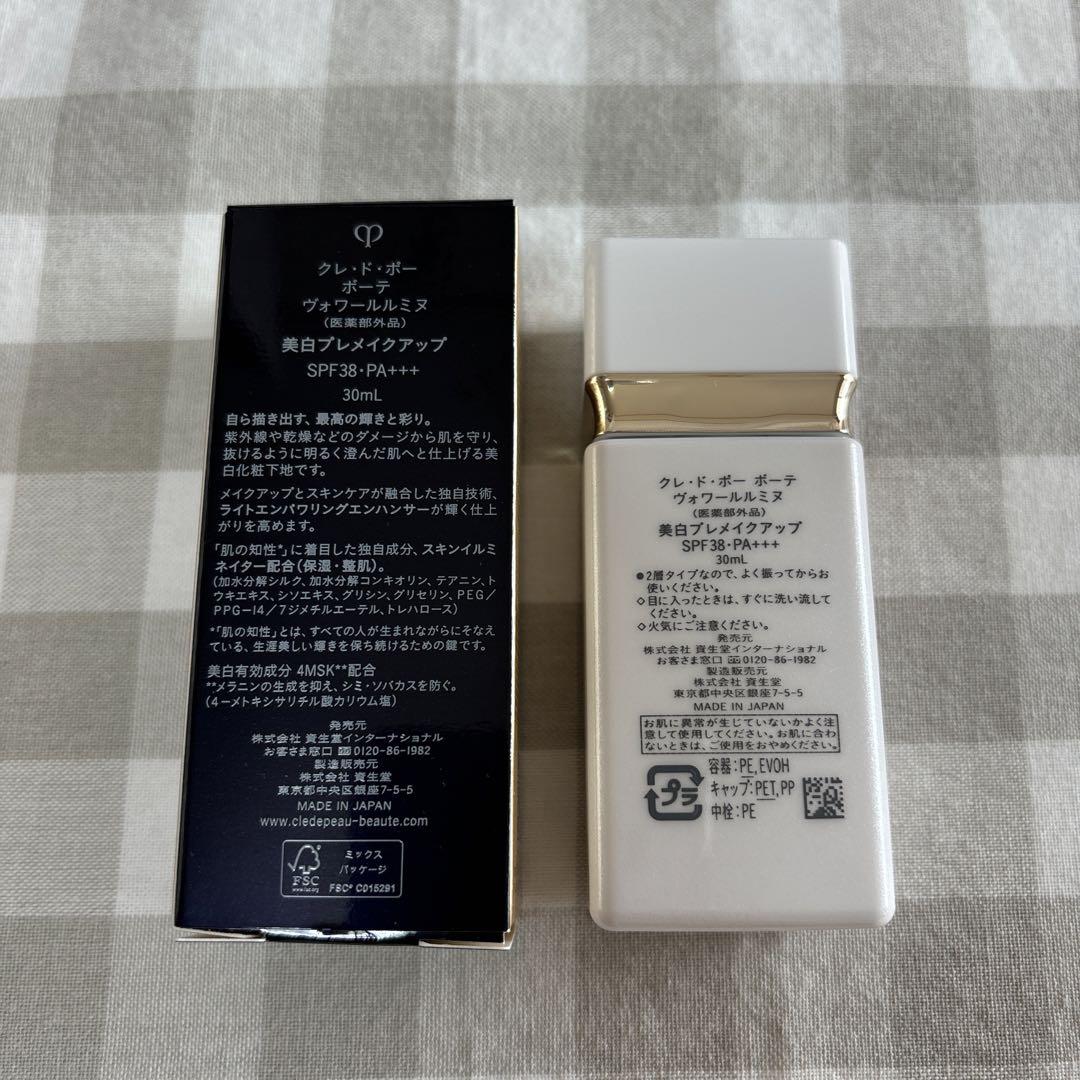 クレ・ド・ポー
ボーテ
ヴォワールルミヌ
(医薬部外品)
美白プレメイクアップ
SPF38・PA+++
30mL
自ら描き出す、最高の輝きと彩り。
紫外線や乾燥などのダメージから肌を守り、
抜けるように明るく澄んだ肌へと仕上げる美
白化粧下地です。
メイクアップとスキンケアが融合した独自技術、
ライトエンパワリングエンハンサーが輝く仕上
がりを高めます。
「肌の知性*」に着目した独自成分、スキンイルミ
ネイター配合(保湿・整肌)。
(加水分解シルク、加水分解コンキオリン、テアニン、ト
ウキエキス、シソエキス、グリシン、グリセリン、PEG/
PPG-14/7ジメチルエーテル、トレハロース)
*「肌の知性」とは、すべての人が生まれながらにそなえ
ている、生涯美しい輝きを保ち続けるための鍵です。
美白有効成分 4MSK**配合
**メラニンの生成を抑え、シミ・ソバカスを防ぐ。
(4ーメトキシサリチル酸カリウム塩)
発売元
株式会社 資生堂インターナショナル
お客さま窓口 0120-86-1982
製造販売元
株式会社 資生堂
東京都中央区銀座7-5-5
MADE IN JAPAN
www.cledepeau-beaute.com
FSC
www.fsc.org
ミックス
パッケージ
FSC® C015291
クレ・ド・ポー ボーテ
ヴォワールルミヌ
(医薬部外品)
美白プレメイクアップ
SPF38・PA+++
30mL
●2層タイプなので、よく振ってからお
使いください。
◇目に入ったときは、すぐに洗い流して
ください。
◇火気にご注意ください。
発売元
株式会社 資生堂インターナショナル
お客さま窓口 0120-86-1982
製造販売元
株式会社 資生堂
東京都中央区銀座7-5-5
MADE IN JAPAN
お肌に異常が生じていないかよく注
意して使用してください。お肌に合わ
ないときは、ご使用をおやめください。
プラ
容器:PE,EVOH
キャップ:PET,PP
中栓:PE